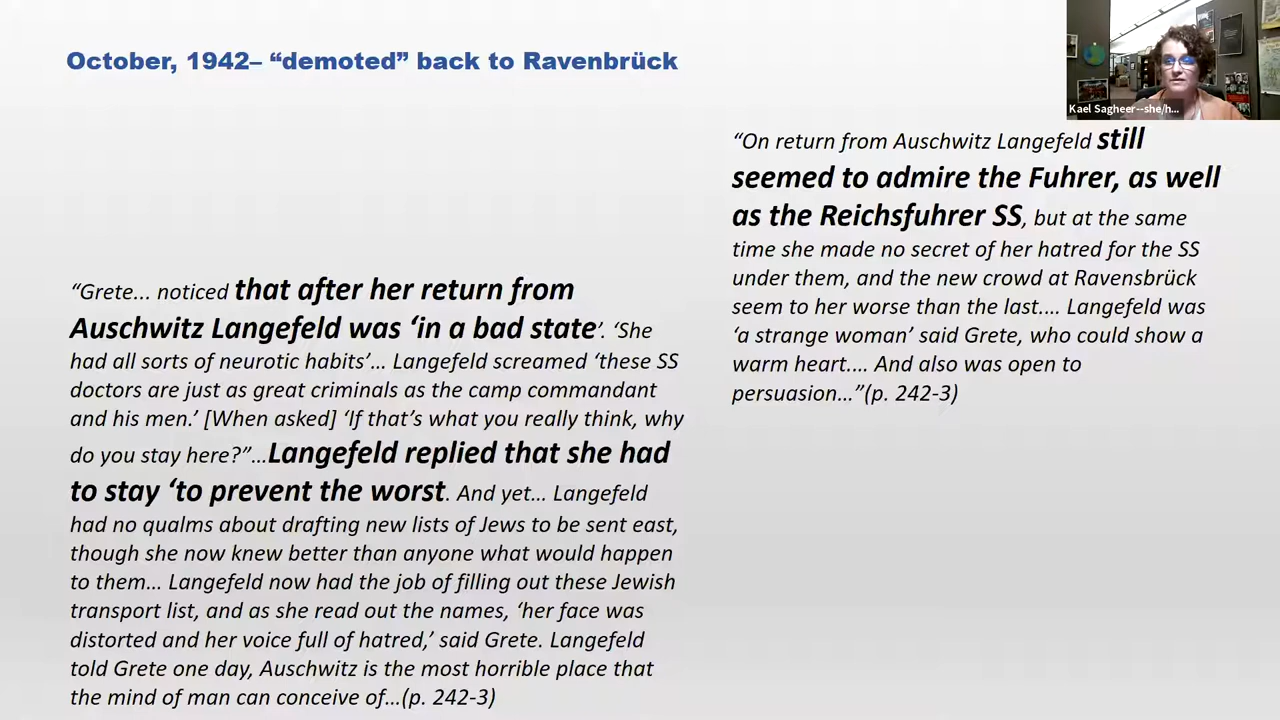 October, 1942– “demoted” back to Ravenbrück
Kael Sagheer--she/h...
“Grete... noticed that after her return from
Auschwitz Langefeld was ‘in a bad state’. ‘She
had all sorts of neurotic habits’… Langefeld screamed ‘these SS
doctors are just as great criminals as the camp commandant
and his men.’ [When asked] ‘If that’s what you really think, why
do you stay here?”…Langefeld replied that she had
to stay ‘to prevent the worst. And yet… Langefeld
had no qualms about drafting new lists of Jews to be sent east,
though she now knew better than anyone what would happen
to them… Langefeld now had the job of filling out these Jewish
transport list, and as she read out the names, ‘her face was
distorted and her voice full of hatred,’ said Grete. Langefeld
told Grete one day, Auschwitz is the most horrible place that
the mind of man can conceive of…(p. 242-3)
“On return from Auschwitz Langefeld still
seemed to admire the Fuhrer, as well
as the Reichsfuhrer SS, but at the same
time she made no secret of her hatred for the SS
under them, and the new crowd at Ravensbrück
seem to her worse than the last.… Langefeld was
‘a strange woman’ said Grete, who could show a
warm heart.… And also was open to
persuasion…”(p. 242-3)